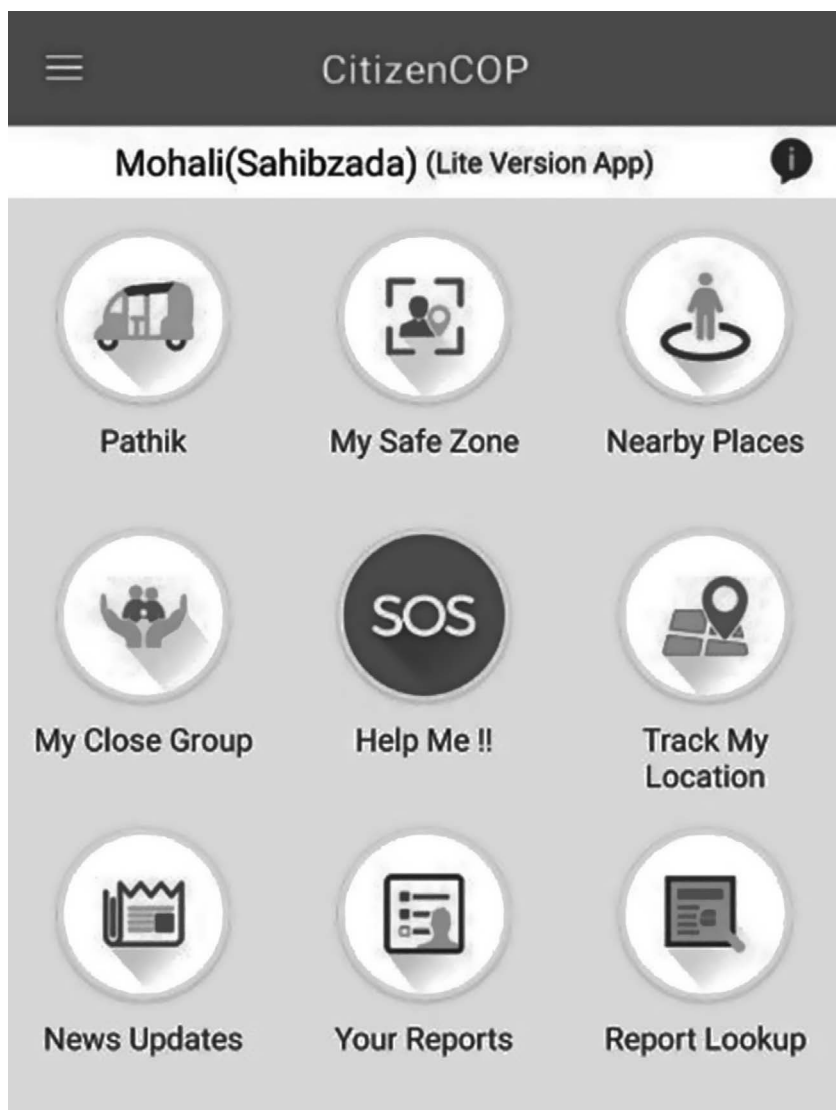 CitizenCOP
Mohali(Sahibzada) (Lite Version App)
i
Pathik
My Safe Zone
Nearby Places
SOS
My Close Group
Help Me !!
Track My
Location
News Updates
Your Reports
Report Lookup